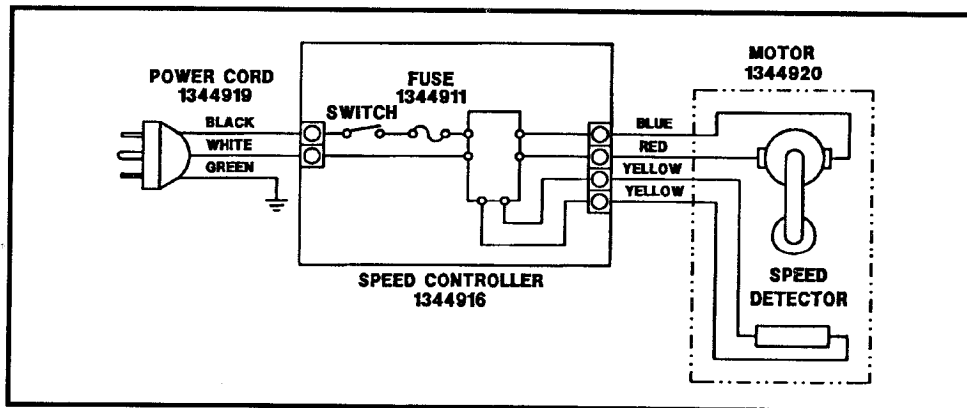 POWER CORD
1344919
BLACK
WHITE
GREEN
SWITCH
FUSE
1344911
SPEED CONTROLLER
1344916
BLUE
RED
YELLOW
YELLOW
MOTOR
1344920
SPEED
DETECTOR